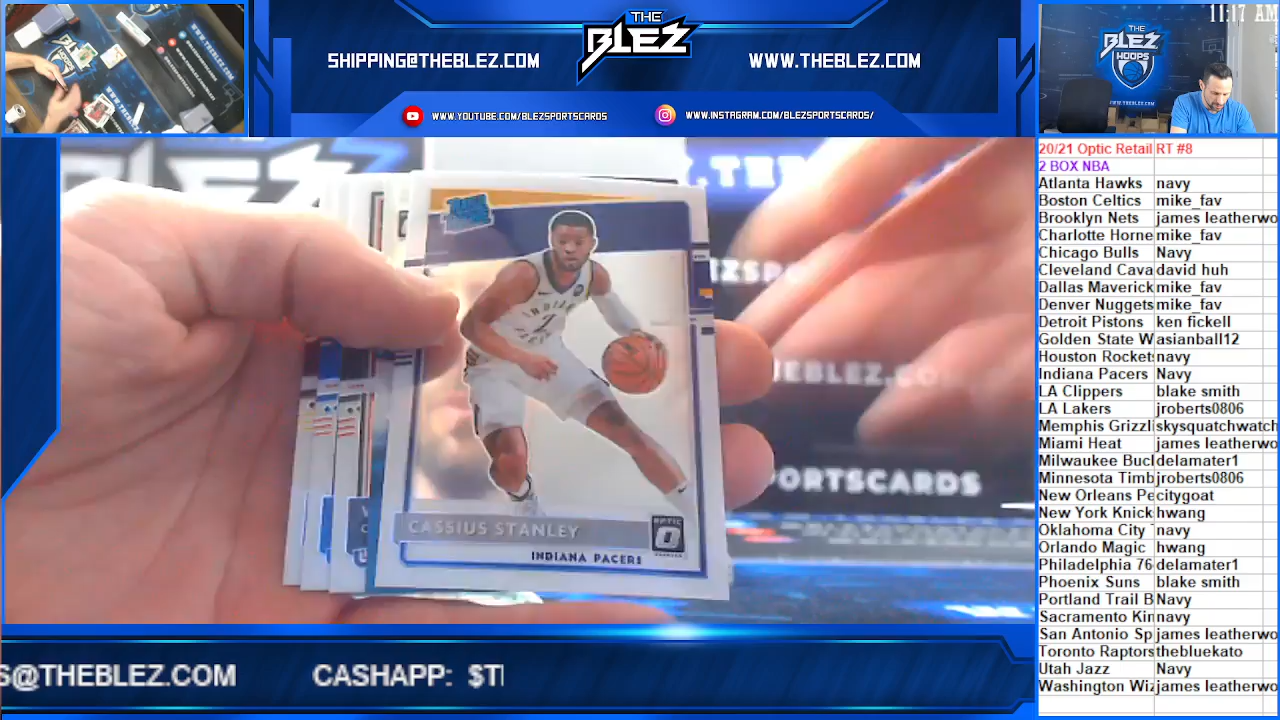 THE
BLEZ
SHIPPING@THEBLEZ.COM
WWW.THEBLEZ.COM
WWW.YOUTUBE.COM/BLEZSPORTSCARDS
WWW.INSTAGRAM.COM/BLEZSPORTSCARDS/
11:17 AM
THE
BLEZ
HOOPS
20/21 Optic Retail RT #8
2 BOX NBA
Atlanta Hawks navy
Boston Celtics mike_fav
Brooklyn Nets james leatherwo
Charlotte Horne mike_fav
Chicago Bulls Navy
Cleveland Cava david huh
Dallas Maverick mike_fav
Denver Nuggets mike_fav
Detroit Pistons ken fickell
Golden State W asianball12
Houston Rockets navy
Indiana Pacers Navy
LA Clippers blake smith
LA Lakers jroberts0806
Memphis Grizzli skysquatchwatch
Miami Heat james leatherwo
Milwaukee Bucl delamater1
Minnesota Timb jroberts0806
New Orleans Pe citygoat
New York Knick hwang
Oklahoma City navy
Orlando Magic hwang
Philadelphia 76 delamater1
Phoenix Suns blake smith
Portland Trail B Navy
Sacramento Kin navy
San Antonio Sp james leatherwo
Toronto Raptors thebluekato
Utah Jazz Navy
Washington Wiz james leatherwo
CASSIUS STANLEY
OPTIC
INDIANA PACERS
PORTSCARDS
S@THEBLEZ.COM CASHAPP: $T